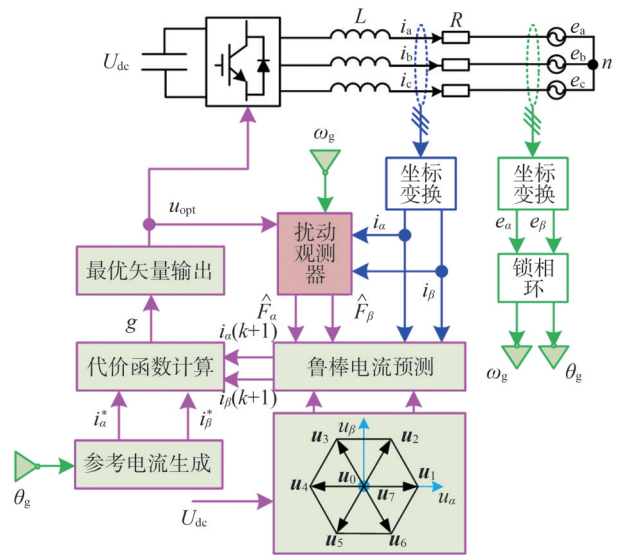 L
i_a
R
e_a
U_dc
i_b
e_b
n
i_c
e_c
ω_g
坐标
变换
坐标
变换
u_opt
扰动
观测
器
i_α
i_β
e_α
e_β
最优矢量输出
锁相
环
F̂_α
F̂_β
g
i_α(k+1)
代价函数计算
鲁棒电流预测
i_β(k+1)
ω_g
θ_g
i_α^*
i_β^*
参考电流生成
θ_g
U_dc
u_β
u_3
u_2
u_4
u_0
u_7
u_1
u_α
u_5
u_6